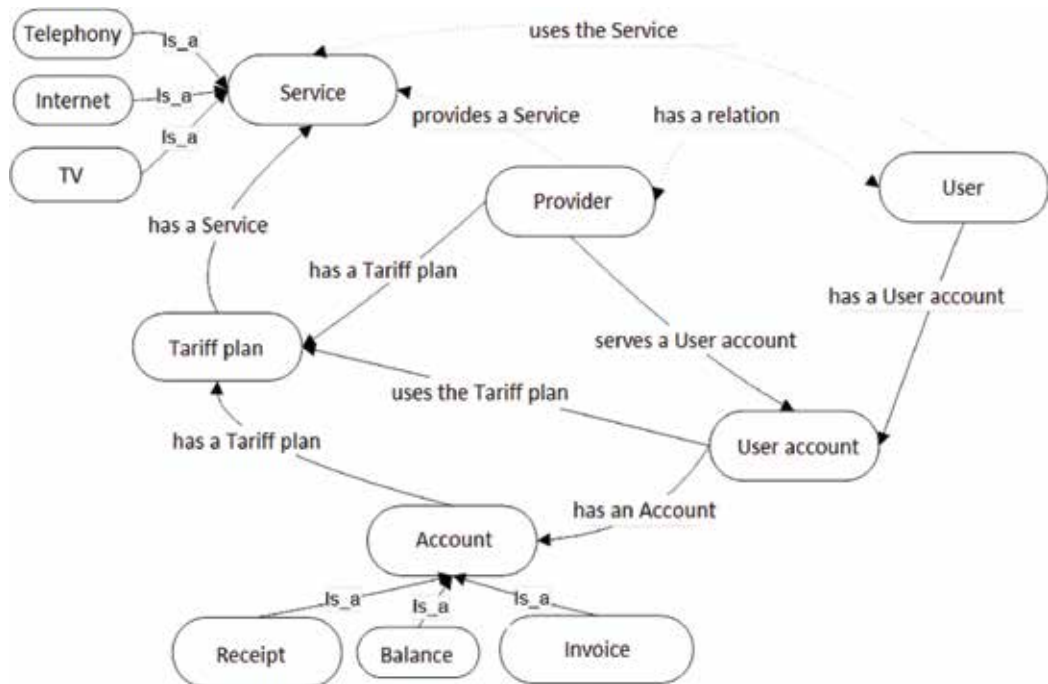 Telephony
Is_a
uses the Service
Internet
Is_a
Service
provides a Service
has a relation
Is_a
TV
Provider
User
has a Service
has a Tariff plan
has a User account
Tariff plan
serves a User account
uses the Tariff plan
has a Tariff plan
User account
has an Account
Account
Is_a
Is_a
Is_a
Receipt
Balance
Invoice